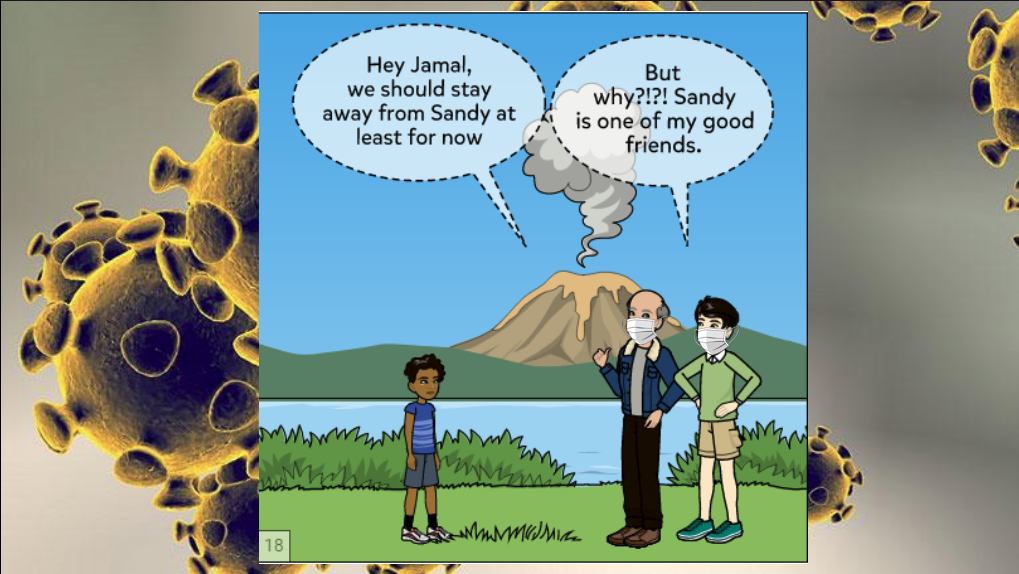 Hey Jamal,
we should stay
away from Sandy at
least for now
But
why?!?! Sandy
is one of my good
friends.
18